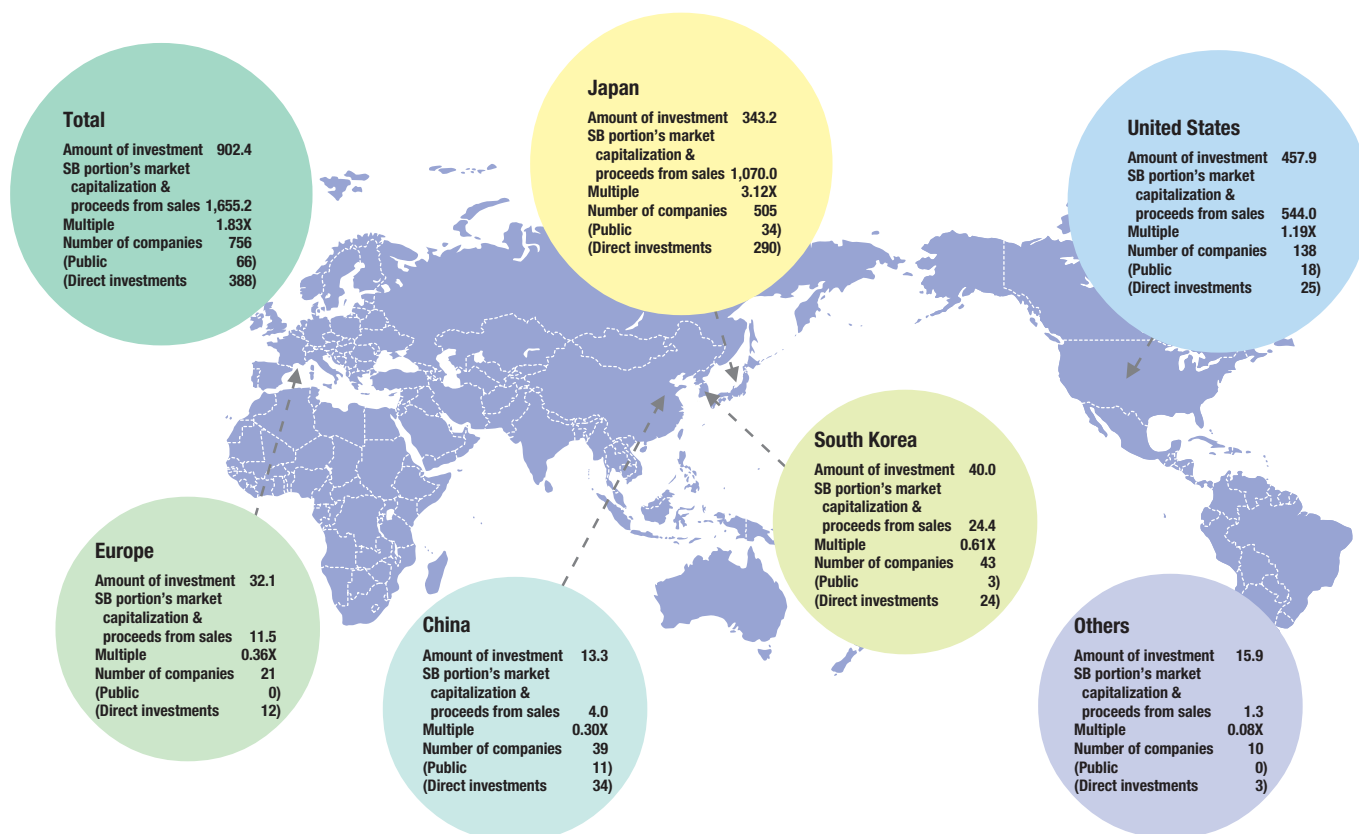 Total
Amount of investment 902.4
SB portion's market
capitalization &
proceeds from sales 1,655.2
Multiple 1.83X
Number of companies 756
(Public 66)
(Direct investments 388)
Japan
Amount of investment 343.2
SB portion's market
capitalization &
proceeds from sales 1,070.0
Multiple 3.12X
Number of companies 505
(Public 34)
(Direct investments 290)
United States
Amount of investment 457.9
SB portion's market
capitalization &
proceeds from sales 544.0
Multiple 1.19X
Number of companies 138
(Public 18)
(Direct investments 25)
Europe
Amount of investment 32.1
SB portion's market
capitalization &
proceeds from sales 11.5
Multiple 0.36X
Number of companies 21
(Public 0)
(Direct investments 12)
China
Amount of investment 13.3
SB portion's market
capitalization &
proceeds from sales 4.0
Multiple 0.30X
Number of companies 39
(Public 11)
(Direct investments 34)
South Korea
Amount of investment 40.0
SB portion's market
capitalization &
proceeds from sales 24.4
Multiple 0.61X
Number of companies 43
(Public 3)
(Direct investments 24)
Others
Amount of investment 15.9
SB portion's market
capitalization &
proceeds from sales 1.3
Multiple 0.08X
Number of companies 10
(Public 0)
(Direct investments 3)